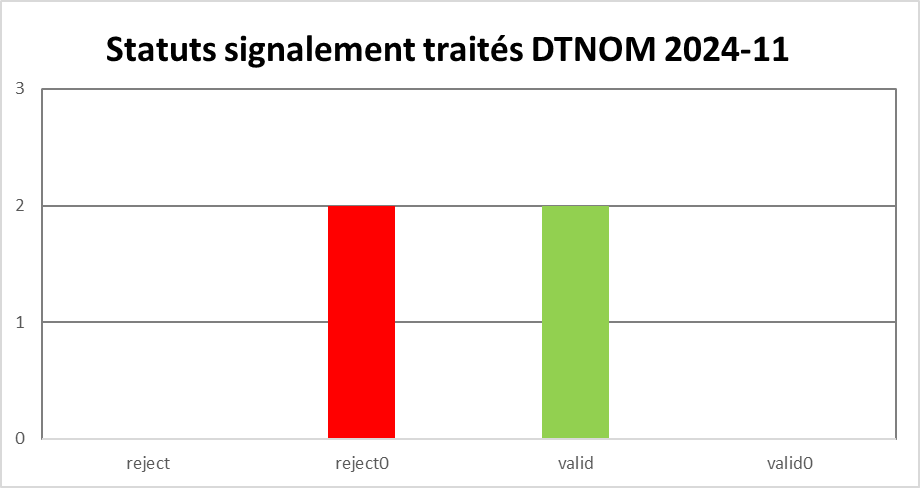 Statuts signalement traités DTNOM 2024-11
3
2
1
0
reject reject0 valid valid0